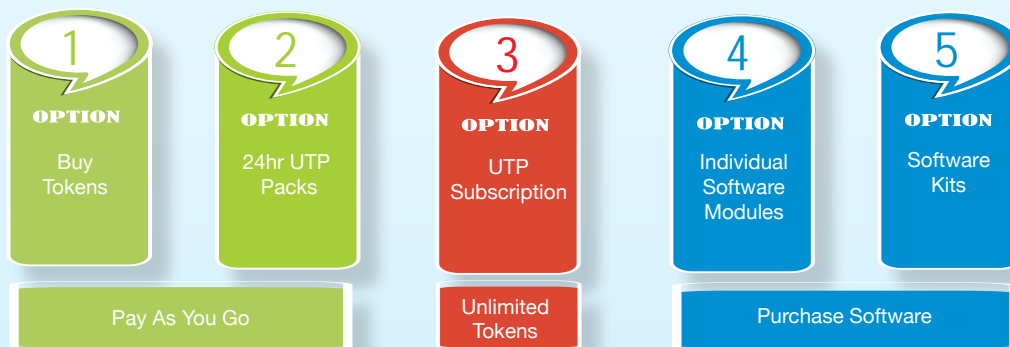 1
OPTION
Buy
Tokens
2
OPTION
24hr UTP
Packs
3
OPTION
UTP
Subscription
4
OPTION
Individual
Software
Modules
5
OPTION
Software
Kits
Pay As You Go
Unlimited
Tokens
Purchase Software